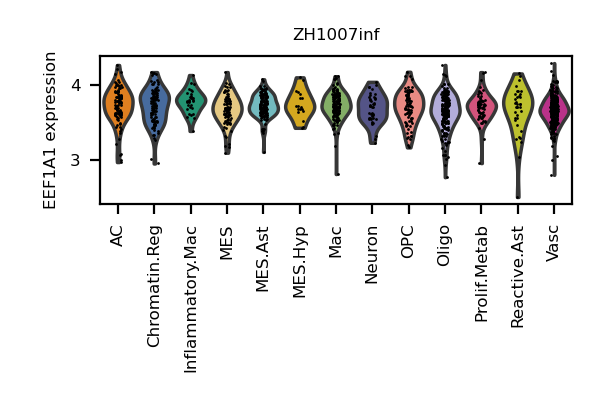 ZH1007inf
EEF1A1 expression
4
3
AC
Chromatin.Reg
Inflammatory.Mac
MES
MES.Ast
MES.Hyp
Mac
Neuron
OPC
Oligo
Prolif.Metab
Reactive.Ast
Vasc